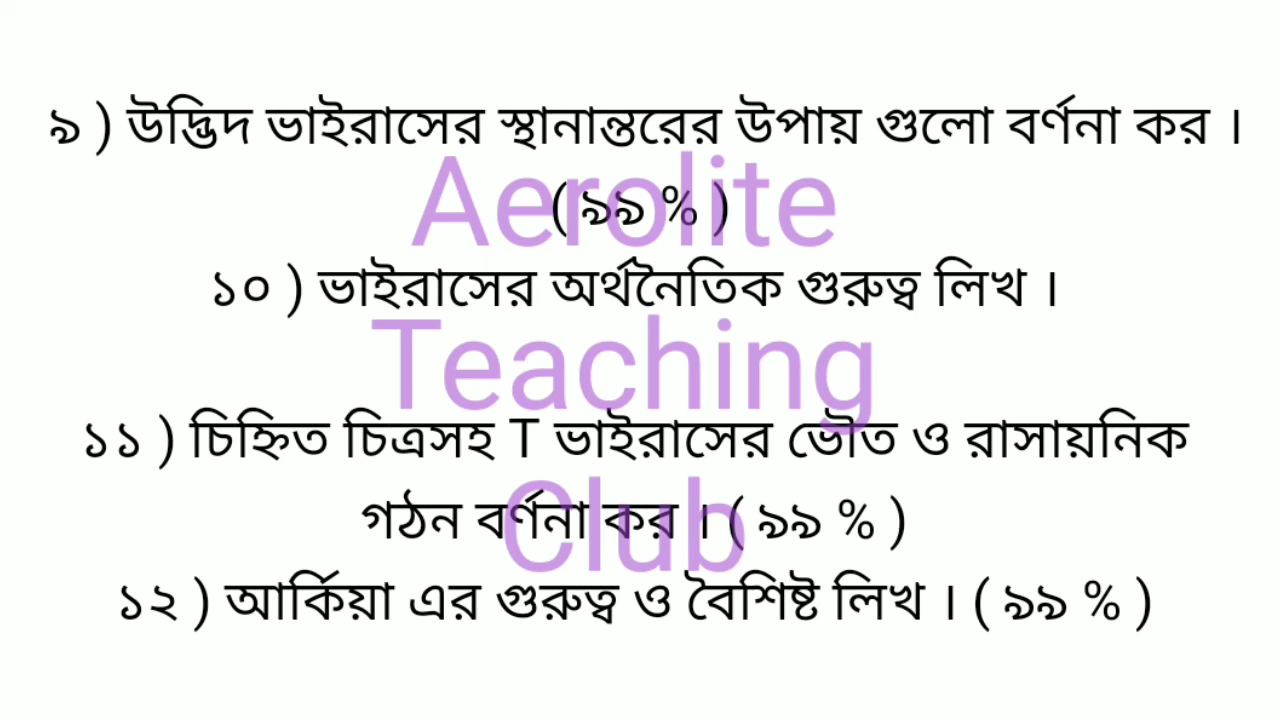 ৯ ) উদ্ভিদ ভাইরাসের স্থানান্তরের উপায় গুলো বর্ণনা কর ।
( ৯৯ % )
১০ ) ভাইরাসের অর্থনৈতিক গুরুত্ব লিখ ।
১১ ) চিহ্নিত চিত্রসহ T ভাইরাসের ভৌত ও রাসায়নিক
গঠন বর্ণনা কর । ( ৯৯ % )
১২ ) আর্কিয়া এর গুরুত্ব ও বৈশিষ্ট লিখ । ( ৯৯ % )
Aerolite
Teaching
Club